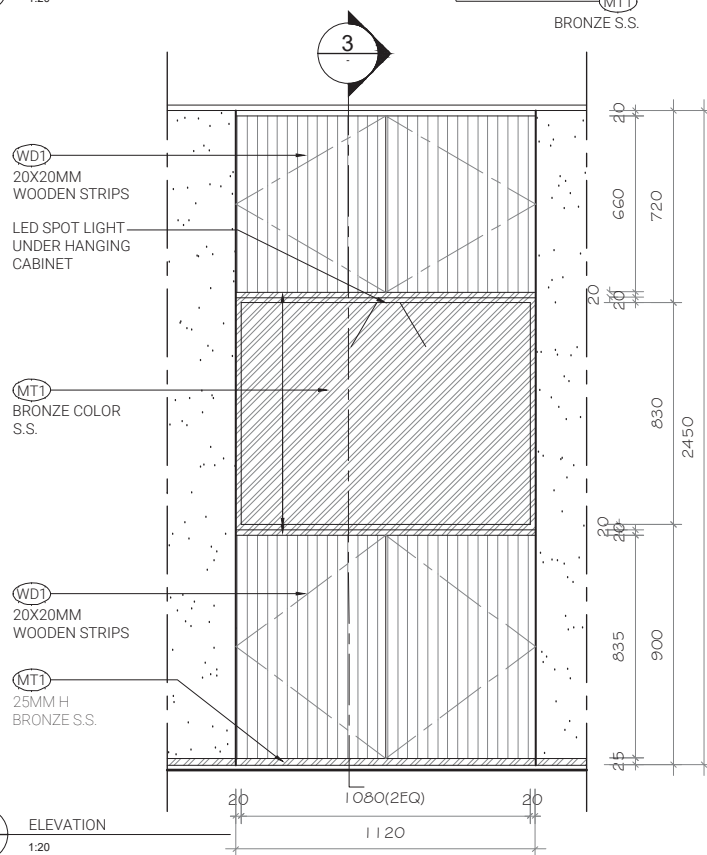 1:20
MT1
BRONZE S.S.
3
-
WD1
20X20MM
WOODEN STRIPS
LED SPOT LIGHT
UNDER HANGING
CABINET
MT1
BRONZE COLOR
S.S.
WD1
20X20MM
WOODEN STRIPS
MT1
25MM H
BRONZE S.S.
20
660
720
20
20
830
2450
20
20
835
900
25
20
1080(2EQ)
20
1120
ELEVATION
1:20